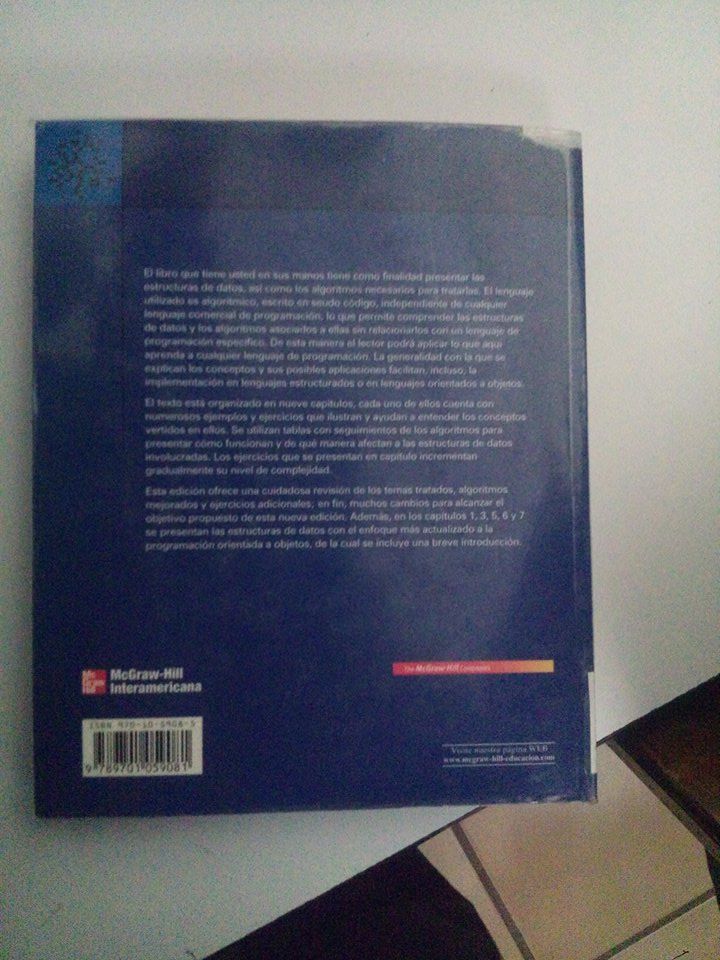 El libro que tiene usted en sus manos tiene como finalidad presentar las
estructuras de datos, así como los algoritmos necesarios para tratarlas. El lenguaje
utilizado es algorítmico, escrito en seudo código, independiente de cualquier
lenguaje comercial de programación, lo que permite comprender las estructuras
de datos y los algoritmos asociados a ellas sin relacionarlos con un lenguaje de
programación específico. De esta manera el lector podrá aplicar lo que aquí
aprenda a cualquier lenguaje de programación. La generalidad con la que se
explican los conceptos y sus posibles aplicaciones facilitan, incluso, la
implementación en lenguajes estructurados o en lenguajes orientados a objetos.
El texto está organizado en nueve capítulos, cada uno de ellos cuenta con
numerosos ejemplos y ejercicios que ilustran y ayudan a entender los conceptos
vertidos en ellos. Se utilizan tablas con seguimientos de los algoritmos para
presentar cómo funcionan y de qué manera afectan a las estructuras de datos
involucradas. Los ejercicios que se presentan en capítulo incrementan
gradualmente su nivel de complejidad.
Esta edición ofrece una cuidadosa revisión de los temas tratados, algoritmos
mejorados y ejercicios adicionales; en fin, muchos cambios para alcanzar el
objetivo propuesto de esta nueva edición. Además, en los capítulos 1, 3, 5, 6 y 7
se presentan las estructuras de datos con el enfoque más actualizado a la
programación orientada a objetos, de la cual se incluye una breve introducción.
Mc
Graw
Hill
McGraw-Hill
Interamericana
The McGraw-Hill Companies
ISBN 970-10-5908-5
9 789701 059081
Visite nuestra página WEB
www.mcgraw-hill-educacion.com